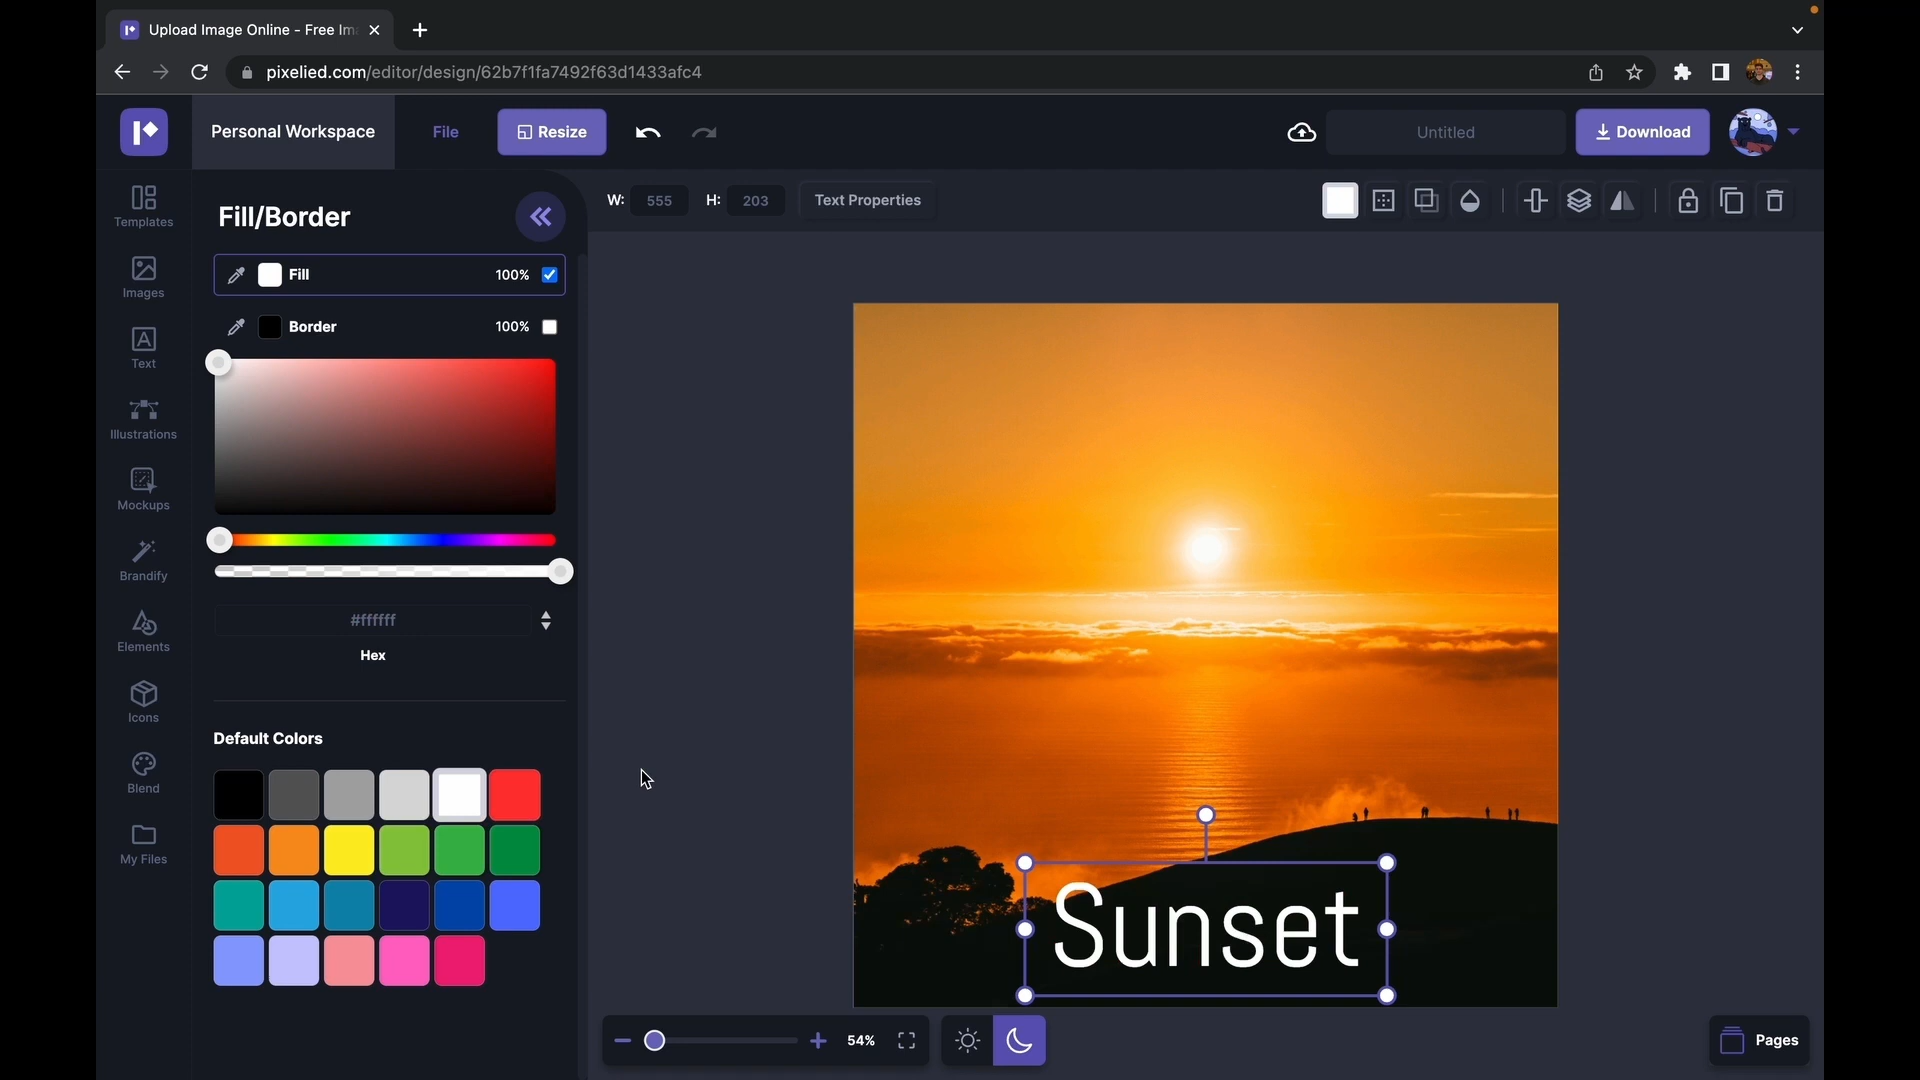 Upload Image Online - Free Im
pixelied.com/editor/design/62b7f1fa7492f63d1433afc4
Personal Workspace
File
Resize
Untitled
Download
Templates
Images
Text
Illustrations
Mockups
Brandify
Elements
Icons
Blend
My Files
Fill/Border
Fill
100%
Border
100%
#ffffff
Hex
Default Colors
W: 555
H: 203
Text Properties
Sunset
54%
Pages